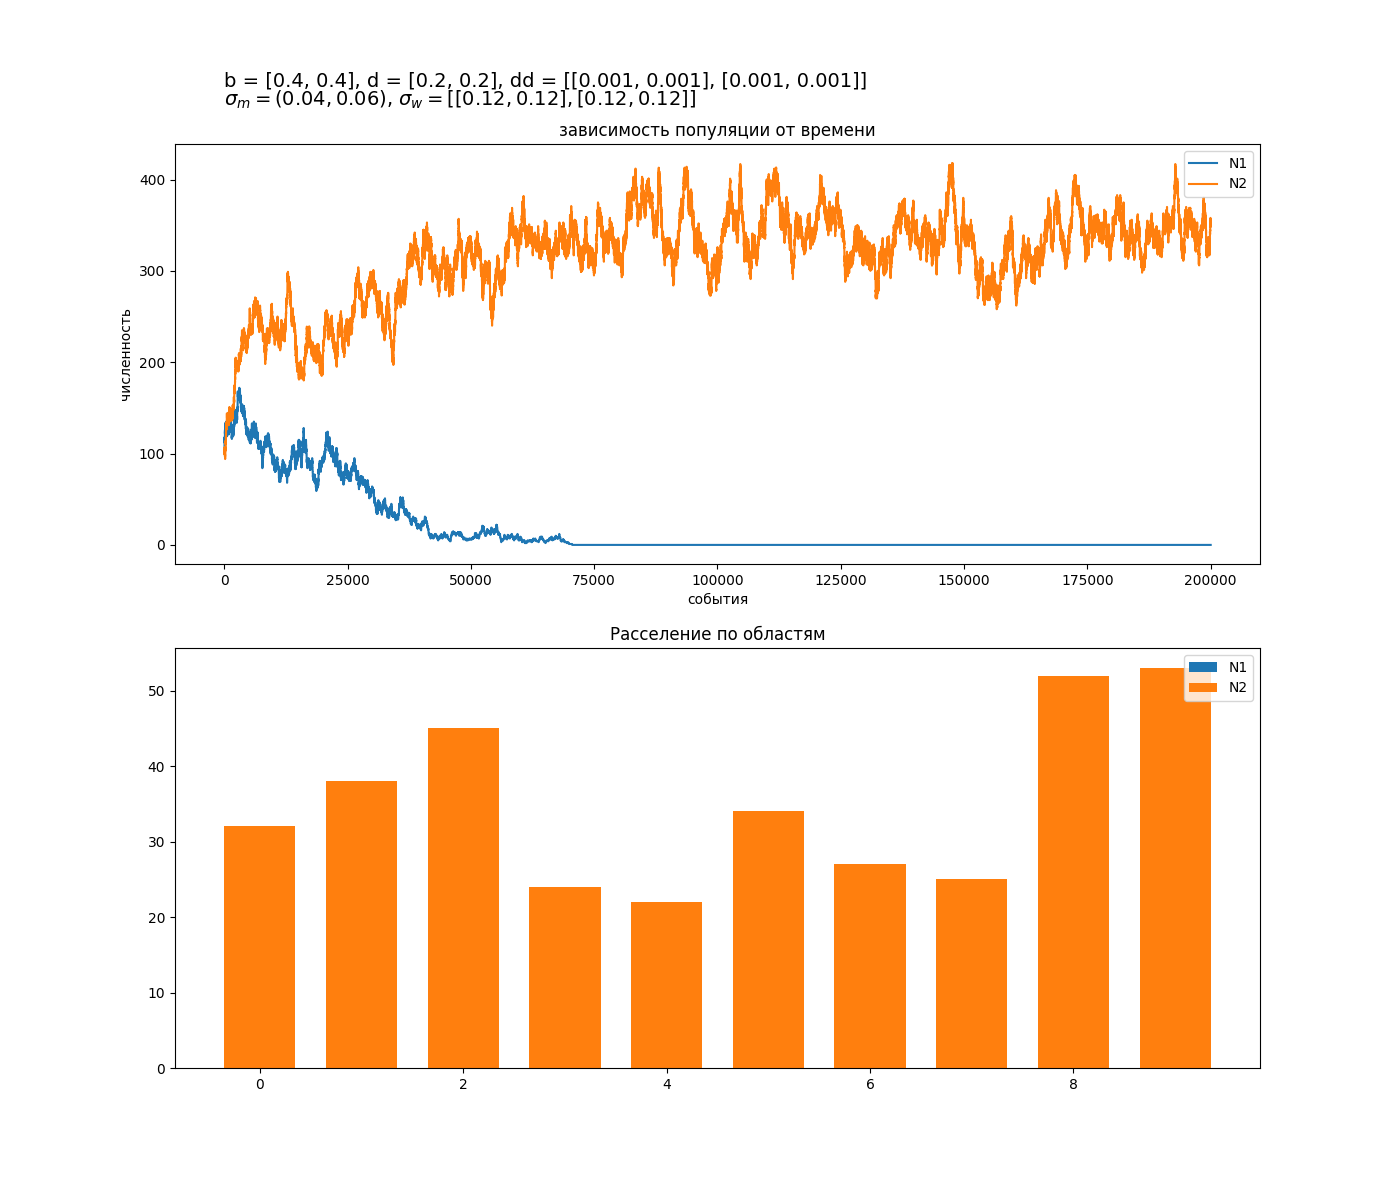 b = [0.4, 0.4], d = [0.2, 0.2], dd = [[0.001, 0.001], [0.001, 0.001]]
σ_m = (0.04, 0.06), σ_w = [[0.12, 0.12], [0.12, 0.12]]
зависимость популяции от времени
N1
N2
400
300
200
100
0
численность
0 25000 50000 75000 100000 125000 150000 175000 200000
события
Расселение по областям
N1
N2
50
40
30
20
10
0
0 2 4 6 8